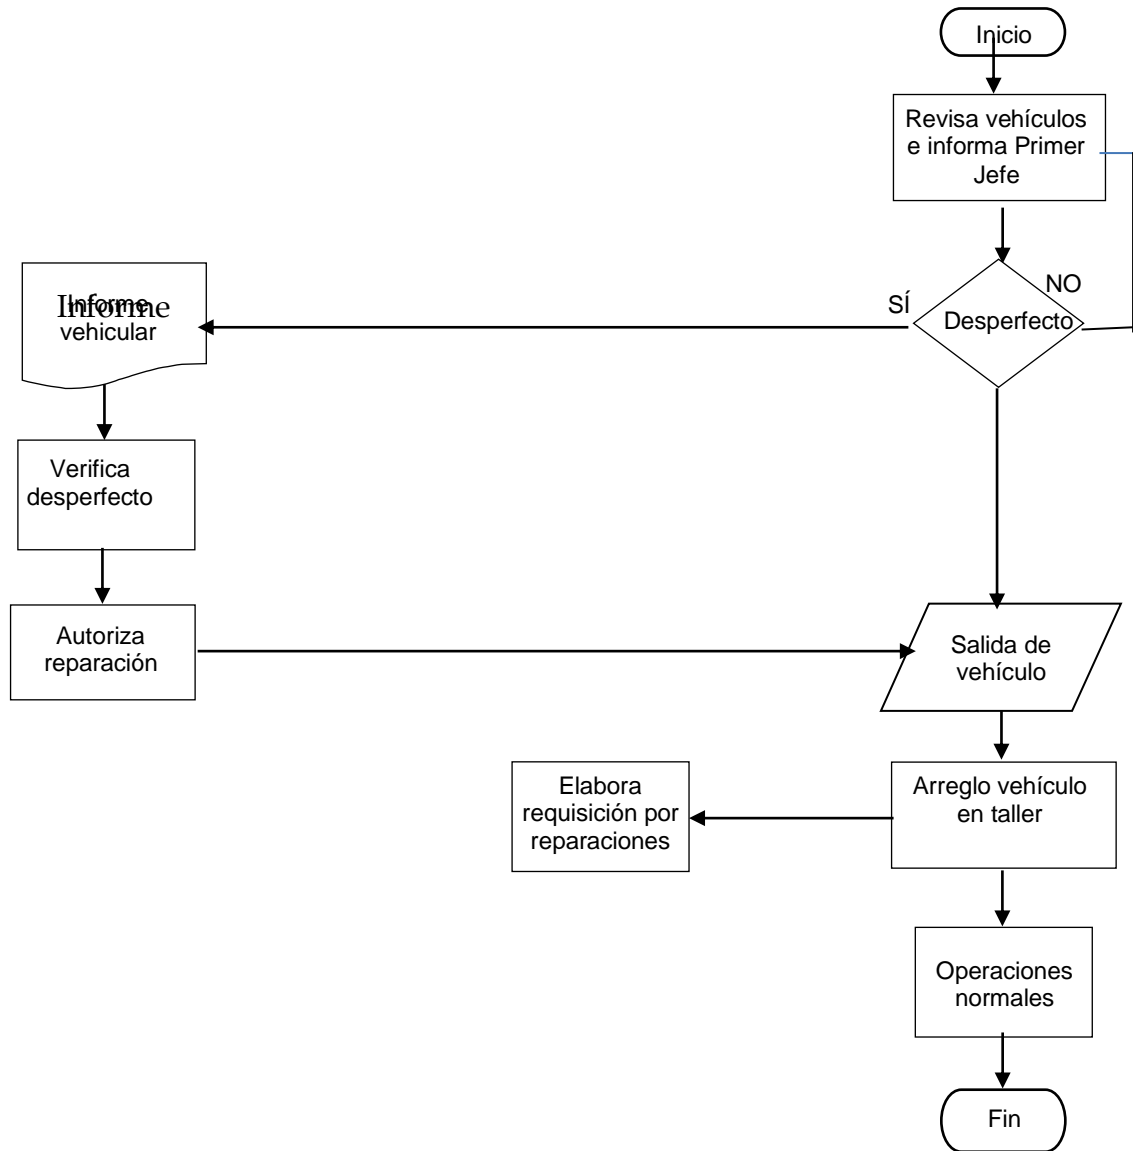 Inicio
Revisa vehículos
e informa Primer
Jefe
NO
SÍ
Desperfecto
Informe
Informe
vehicular
Verifica
desperfecto
Autoriza
reparación
Salida de
vehículo
Elabora
requisición por
reparaciones
Arreglo vehículo
en taller
Operaciones
normales
Fin